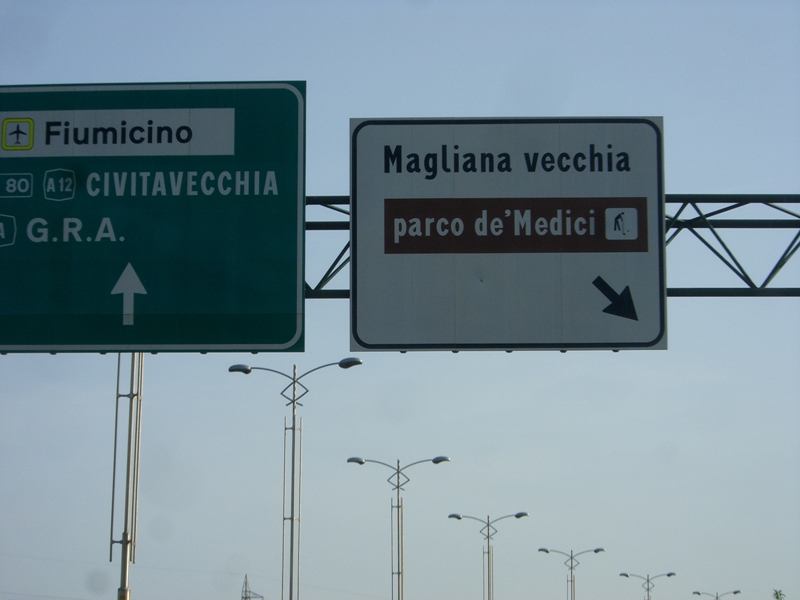 Fiumicino
80 A12 CIVITAVECCHIA
G.R.A.
Magliana vecchia
parco de' Medici